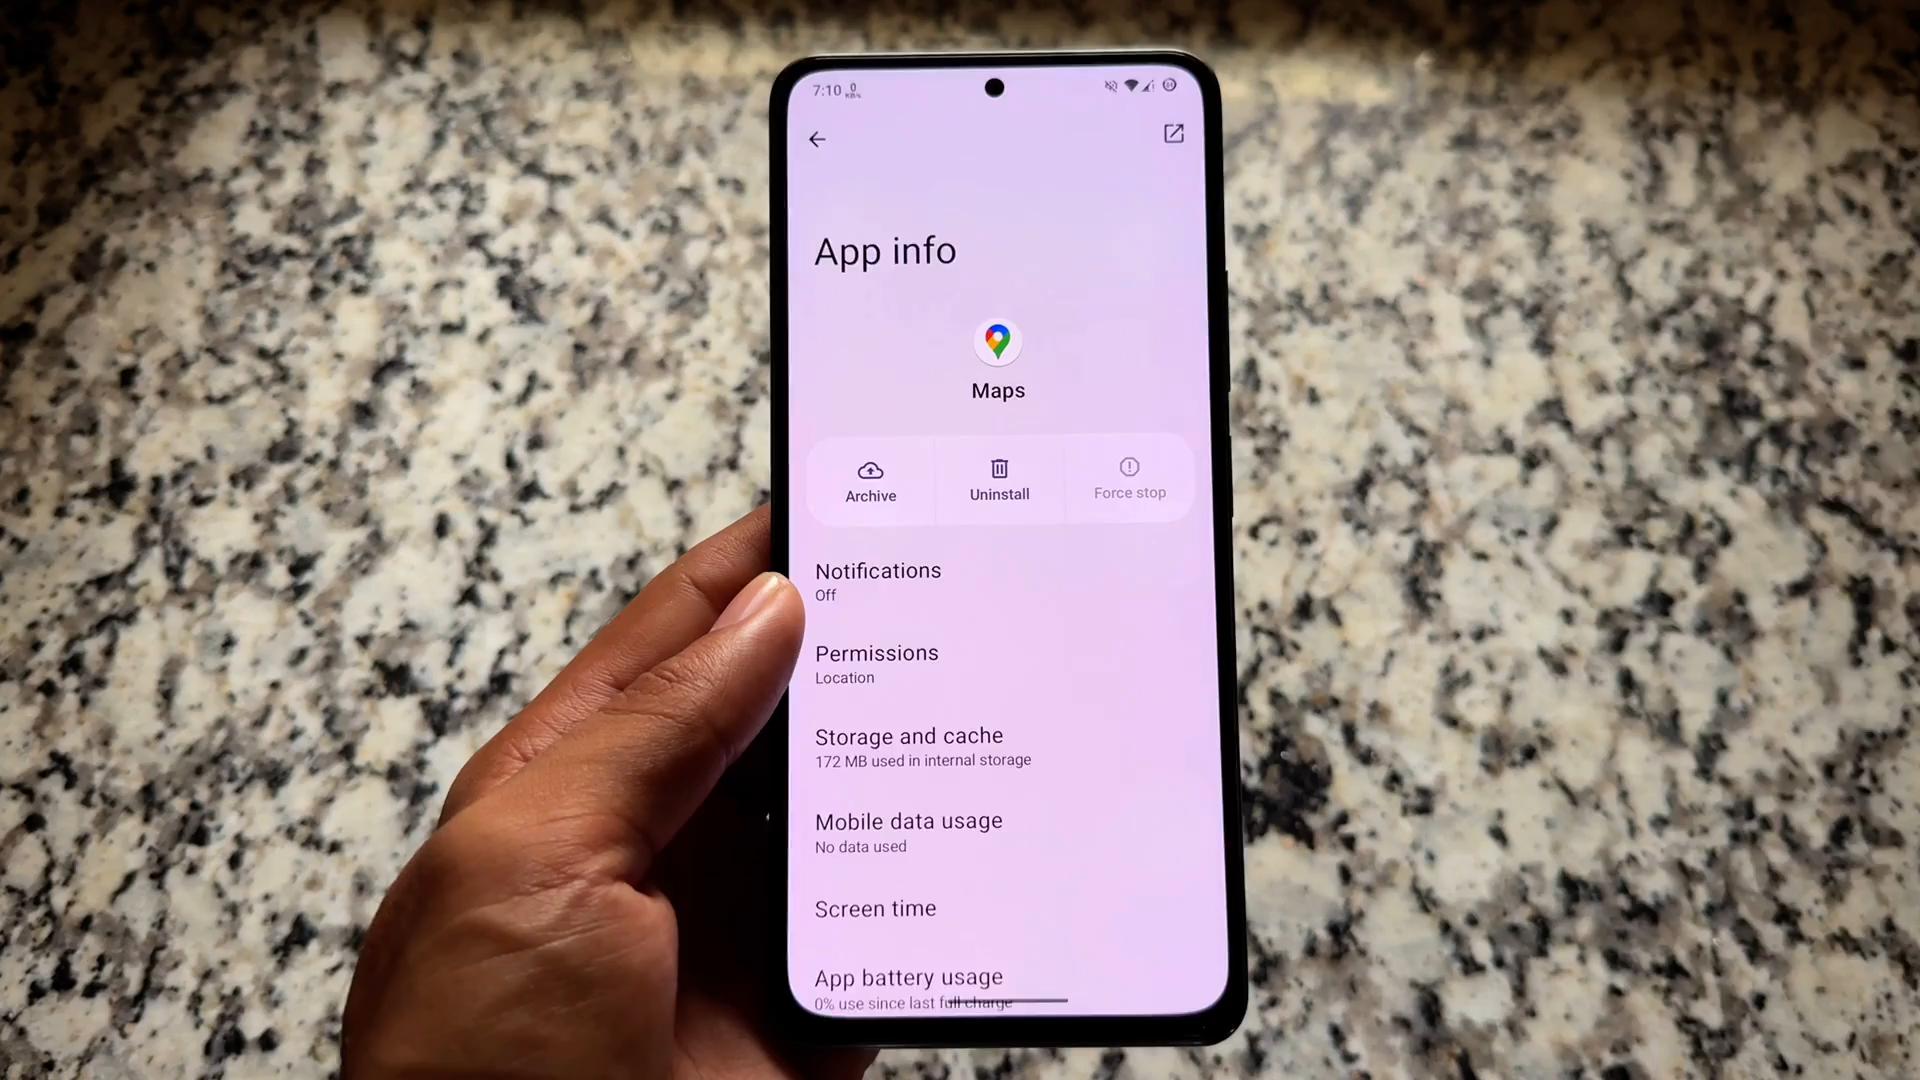 7:10 0 KB/s
App info
Maps
Archive Uninstall Force stop
Notifications
Off
Permissions
Location
Storage and cache
172 MB used in internal storage
Mobile data usage
No data used
Screen time
App battery usage
0% use since last full charge